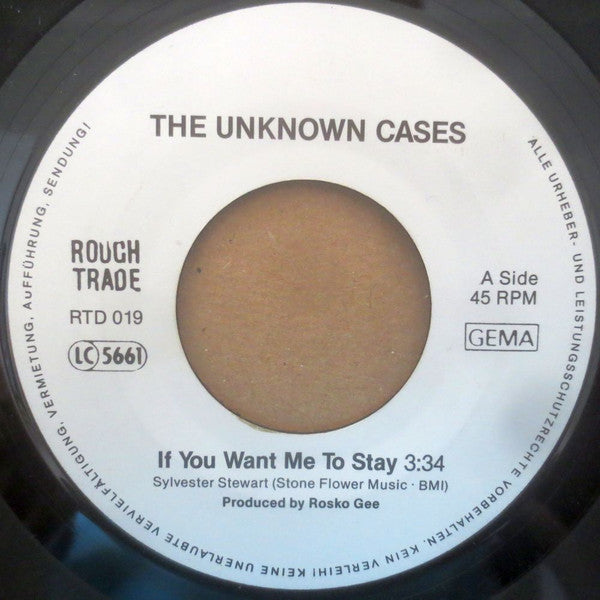 THE UNKNOWN CASES
ROUGH
TRADE
RTD 019
LC 5661
A Side
45 RPM
GEMA
If You Want Me To Stay 3:34
Sylvester Stewart (Stone Flower Music · BMI)
Produced by Rosko Gee
ALLE URHEBER- UND LEISTUNGSSCHUTZRECHTE VORBEHALTEN. KEIN VERLEIH! KEINE UNERLAUBTE VERVIELFÄLTIGUNG, VERMIETUNG, AUFFÜHRUNG, SENDUNG!